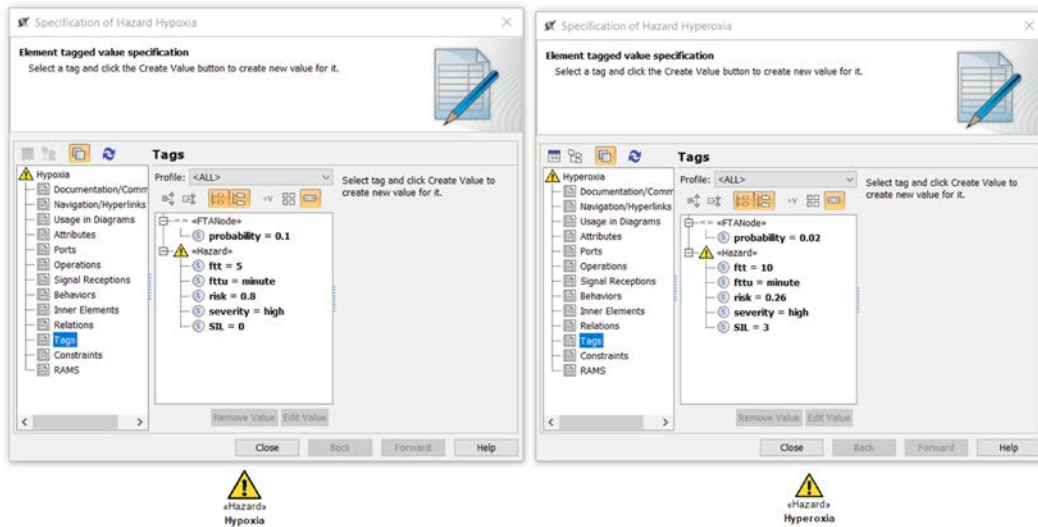 Specification of Hazard Hypoxia
Element tagged value specification
Select a tag and click the Create Value button to create new value for it.
Tags
Hypoxia
Documentation/Comm
Navigation/Hyperlinks
Usage in Diagrams
Attributes
Ports
Operations
Signal Receptions
Behaviors
Inner Elements
Relations
Tags
Constraints
RAMS
Profile: <ALL>
«FTANode»
probability = 0.1
«Hazard»
ftt = 5
fttu = minute
risk = 0.8
severity = high
SIL = 0
Select tag and click Create Value to
create new value for it.
Remove Value Edit Value
Close Back Forward Help
«Hazard»
Hypoxia
Specification of Hazard Hyperoxia
Element tagged value specification
Select a tag and click the Create Value button to create new value for it.
Tags
Hyperoxia
Documentation/Comm
Navigation/Hyperlinks
Usage in Diagrams
Attributes
Ports
Operations
Signal Receptions
Behaviors
Inner Elements
Relations
Tags
Constraints
RAMS
Profile: <ALL>
«FTANode»
probability = 0.02
«Hazard»
ftt = 10
fttu = minute
risk = 0.26
severity = high
SIL = 3
Select tag and click Create Value to
create new value for it.
Remove Value Edit Value
Close Back Forward Help
«Hazard»
Hyperoxia